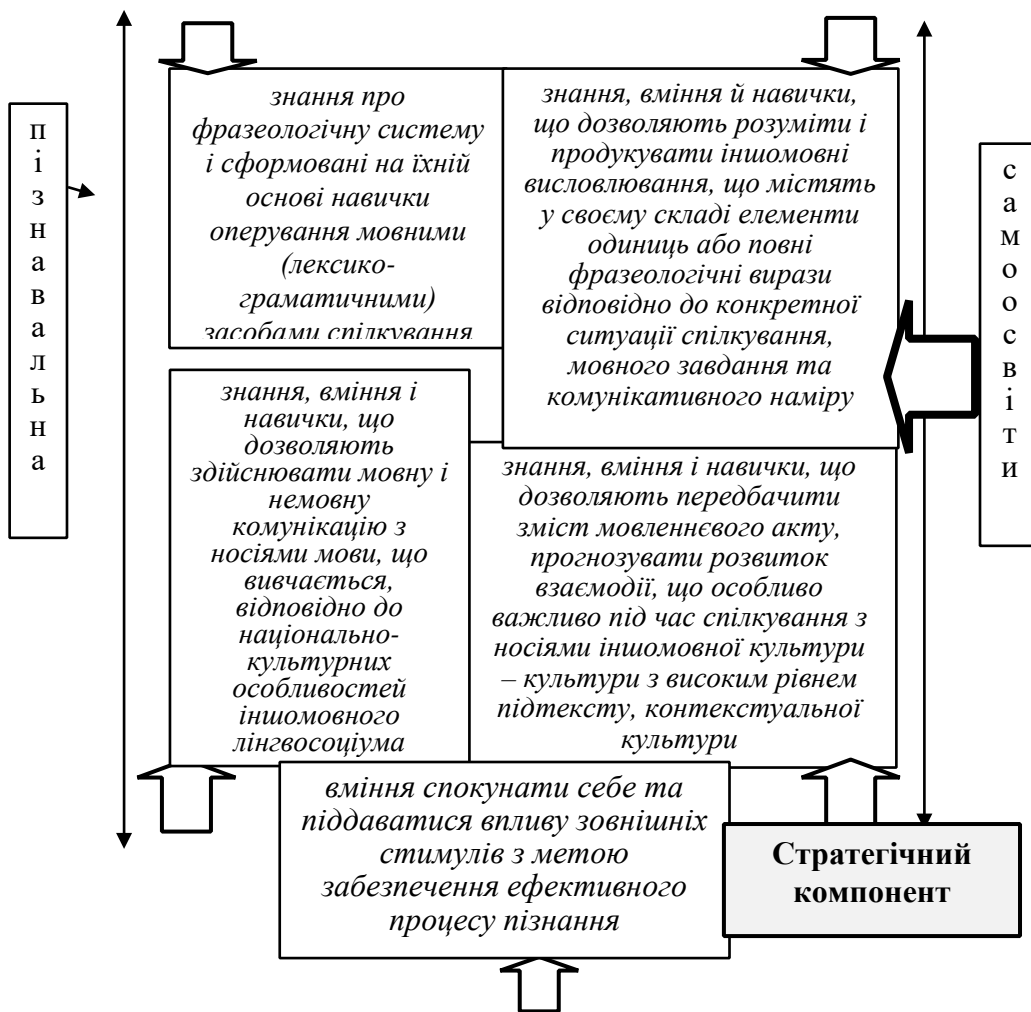 пізнавальна
знання про
фразеологічну систему
і сформовані на їхній
основі навички
оперування мовними
(лексико-
граматичними)
засобами спілкування
знання, вміння й навички,
що дозволяють розуміти і
продукувати іншомовні
висловлювання, що містять
у своєму складі елементи
одиниць або повні
фразеологічні вирази
відповідно до конкретної
ситуації спілкування,
мовного завдання та
комунікативного наміру
самоосвіти
знання, вміння і
навички, що
дозволяють
здійснювати мовну і
немовну
комунікацію з
носіями мови, що
вивчається,
відповідно до
національно-
культурних
особливостей
іншомовного
лінгвосоціума
знання, вміння і навички, що
дозволяють передбачити
зміст мовленнєвого акту,
прогнозувати розвиток
взаємодії, що особливо
важливо під час спілкування з
носіями іншомовної культури
– культури з високим рівнем
підтексту, контекстуальної
культури
вміння спокунати себе та
піддаватися впливу зовнішніх
стимулів з метою
забезпечення ефективного
процесу пізнання
Стратегічний
компонент